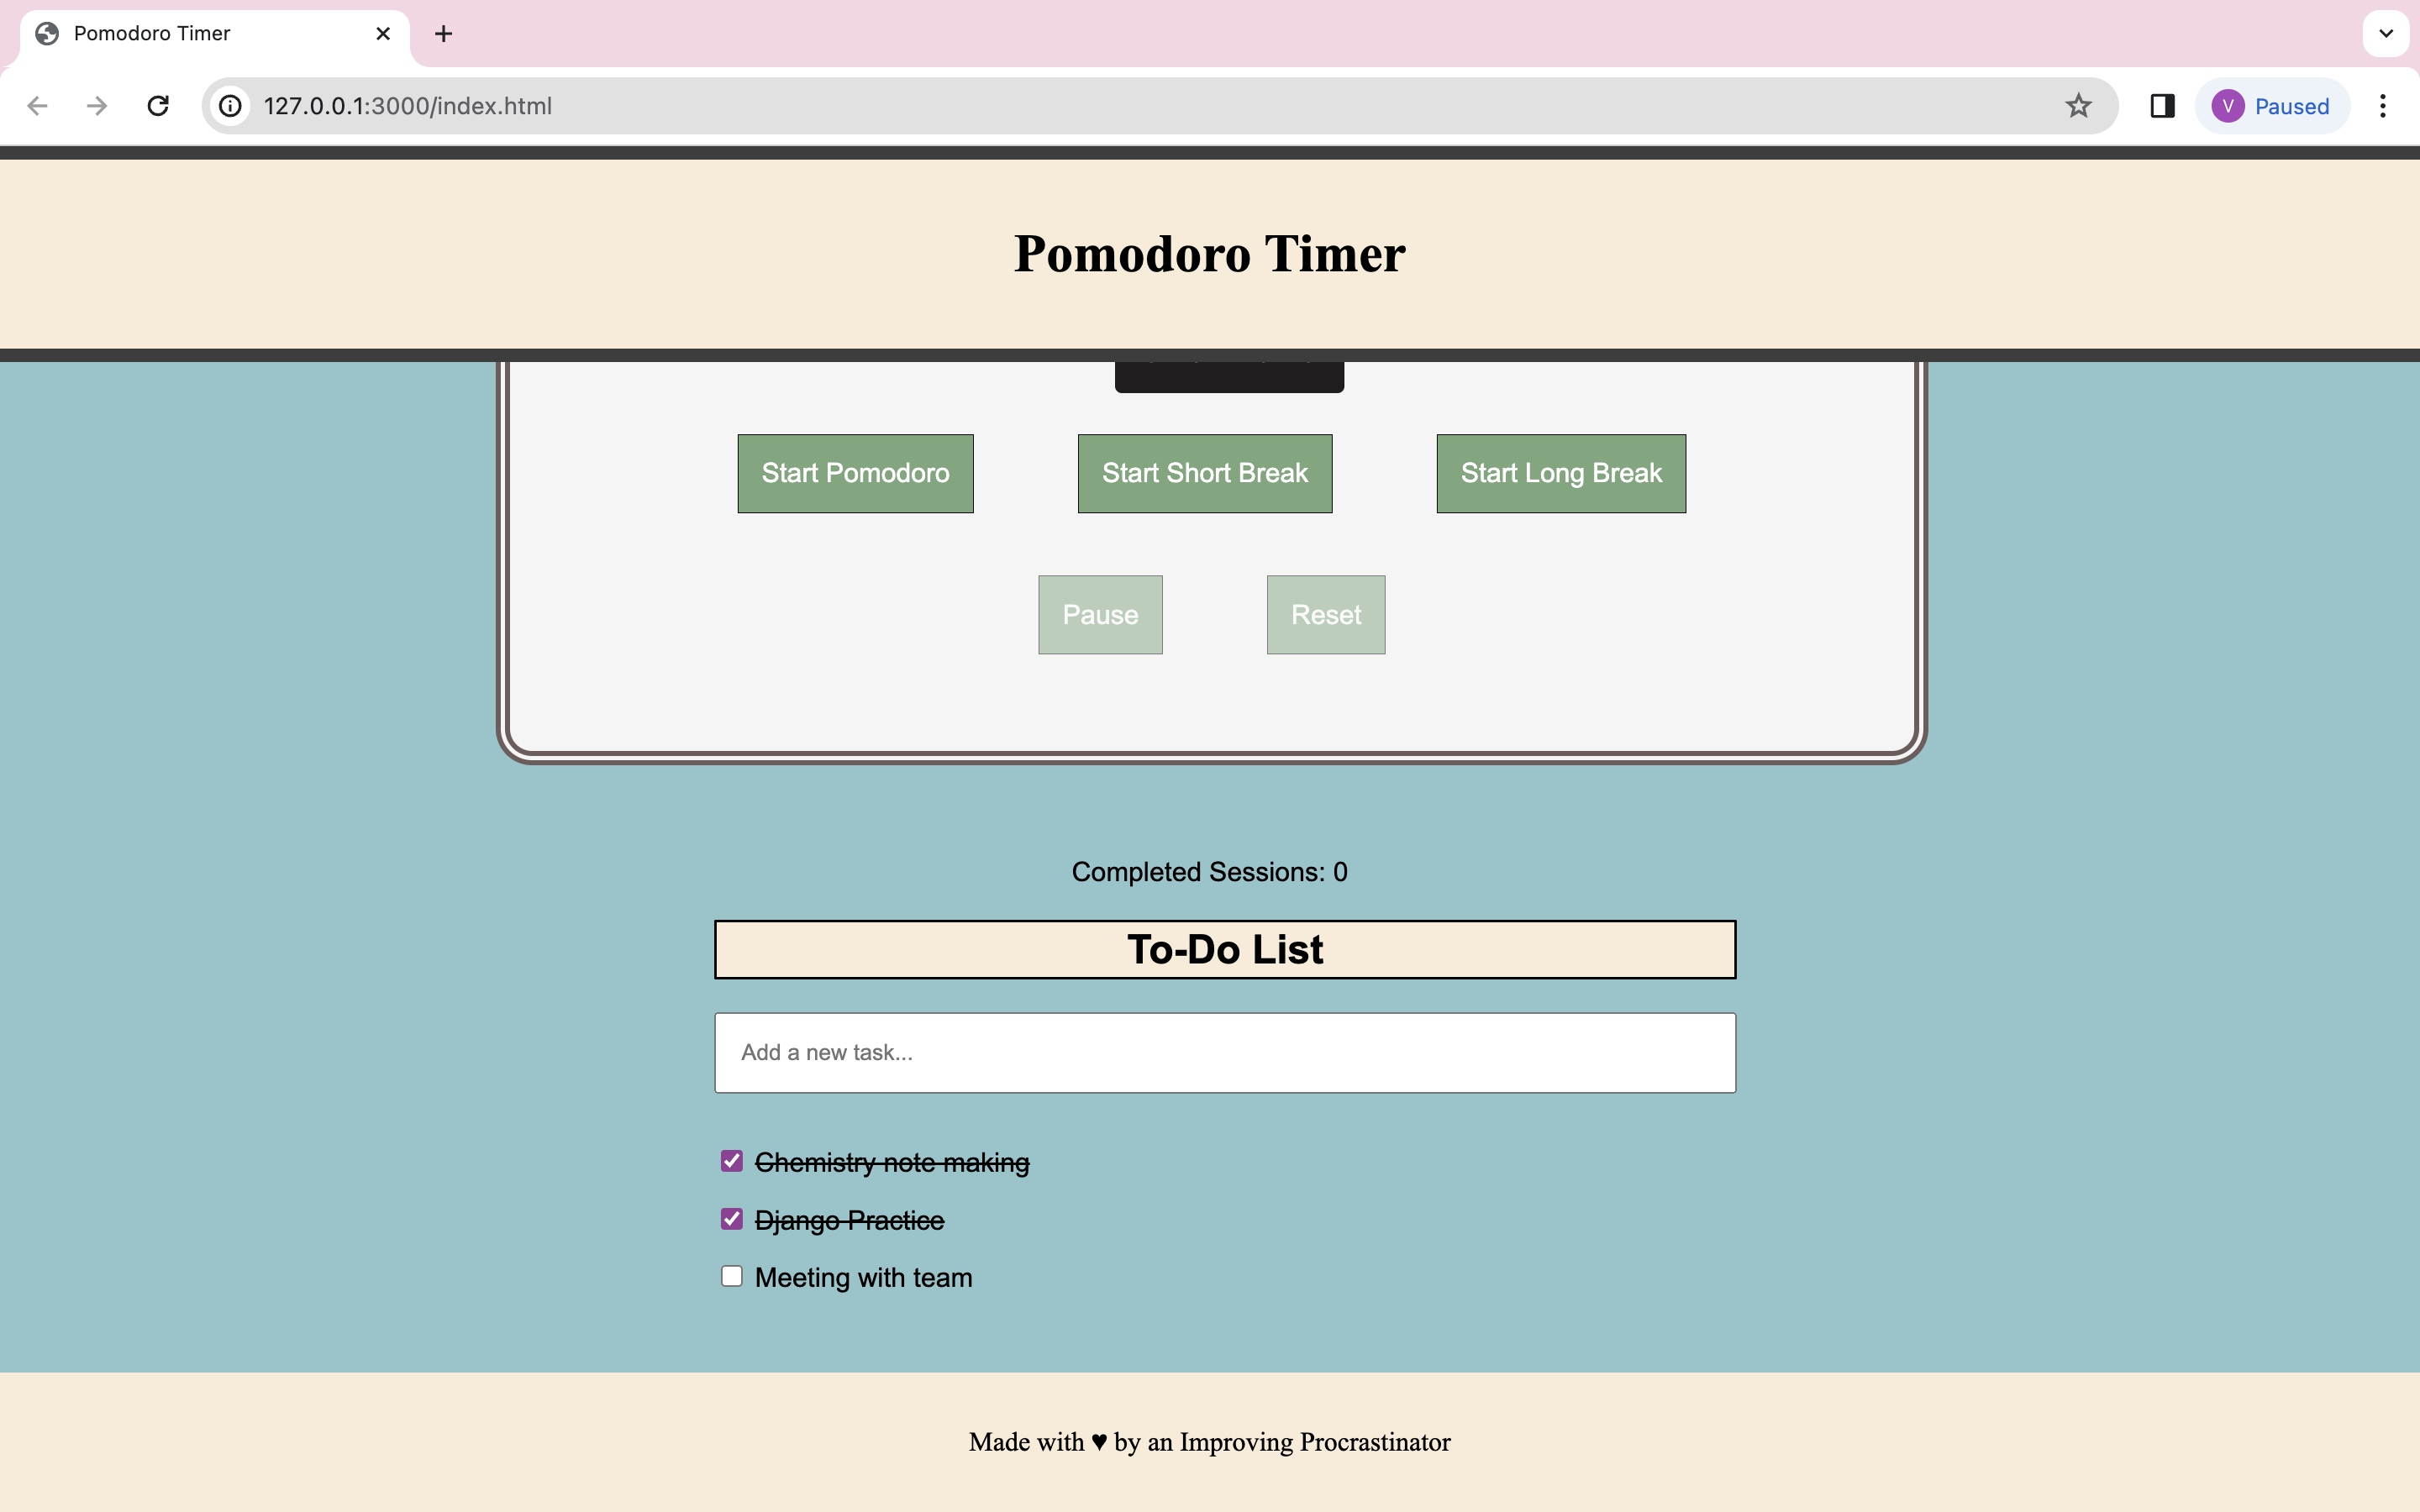 Pomodoro Timer
127.0.0.1:3000/index.html
V Paused
Pomodoro Timer
Start Pomodoro Start Short Break Start Long Break
Pause Reset
Completed Sessions: 0
To-Do List
Add a new task...
Chemistry note making
Django Practice
Meeting with team
Made with ♥ by an Improving Procrastinator